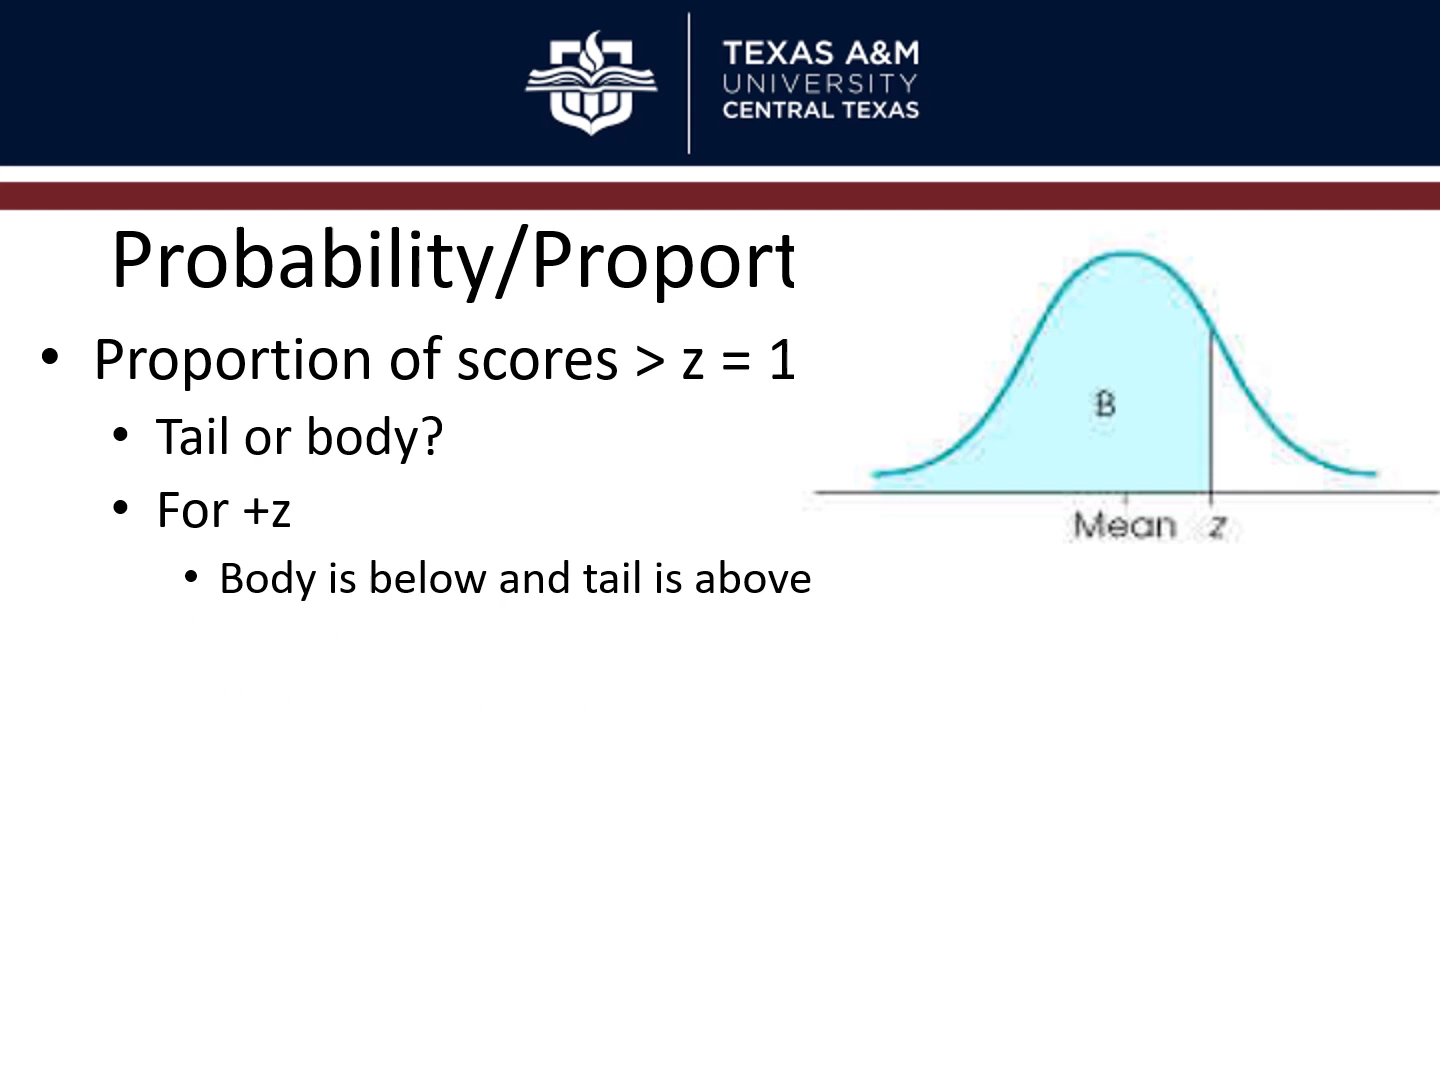 TEXAS A&M
UNIVERSITY
CENTRAL TEXAS
Probability/Proport
• Proportion of scores > z = 1
• Tail or body?
• For +z
• Body is below and tail is above
B
Mean z